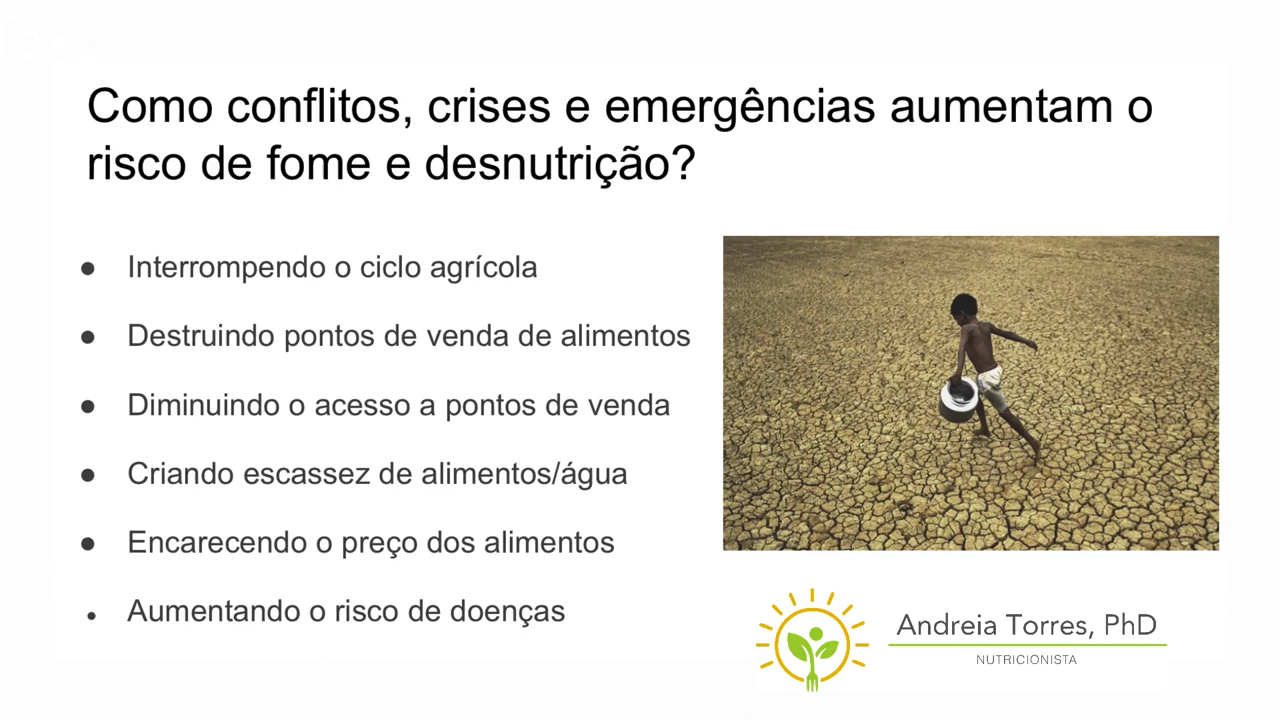 Text
Como conflitos, crises e emergências aumentam o
risco de fome e desnutrição?
● Interrompendo o ciclo agrícola
● Destruindo pontos de venda de alimentos
● Diminuindo o acesso a pontos de venda
● Criando escassez de alimentos/água
● Encarecendo o preço dos alimentos
● Aumentando o risco de doenças
Andreia Torres, PhD
NUTRICIONISTA